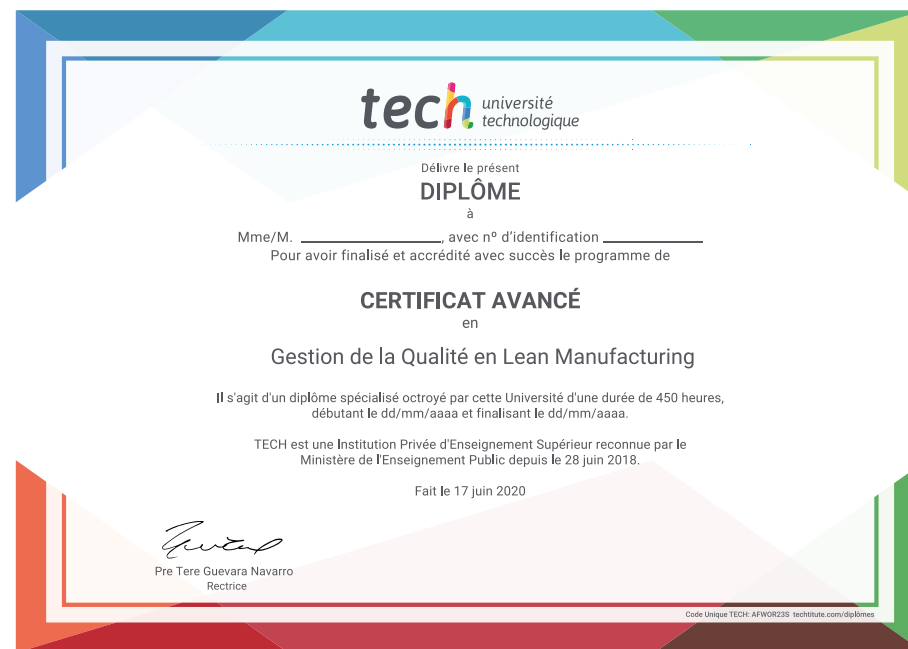 tech université
technologique
Délivre le présent
DIPLÔME
à
Mme/M. ____________________, avec nº d'identification ______________
Pour avoir finalisé et accrédité avec succès le programme de
CERTIFICAT AVANCÉ
en
Gestion de la Qualité en Lean Manufacturing
Il s'agit d'un diplôme spécialisé octroyé par cette Université d'une durée de 450 heures,
débutant le dd/mm/aaaa et finalisant le dd/mm/aaaa.
TECH est une Institution Privée d'Enseignement Supérieur reconnue par le
Ministère de l'Enseignement Public depuis le 28 juin 2018.
Fait le 17 juin 2020
Pre Tere Guevara Navarro
Rectrice
Code Unique TECH: AFWOR23S techtitute.com/diplômes